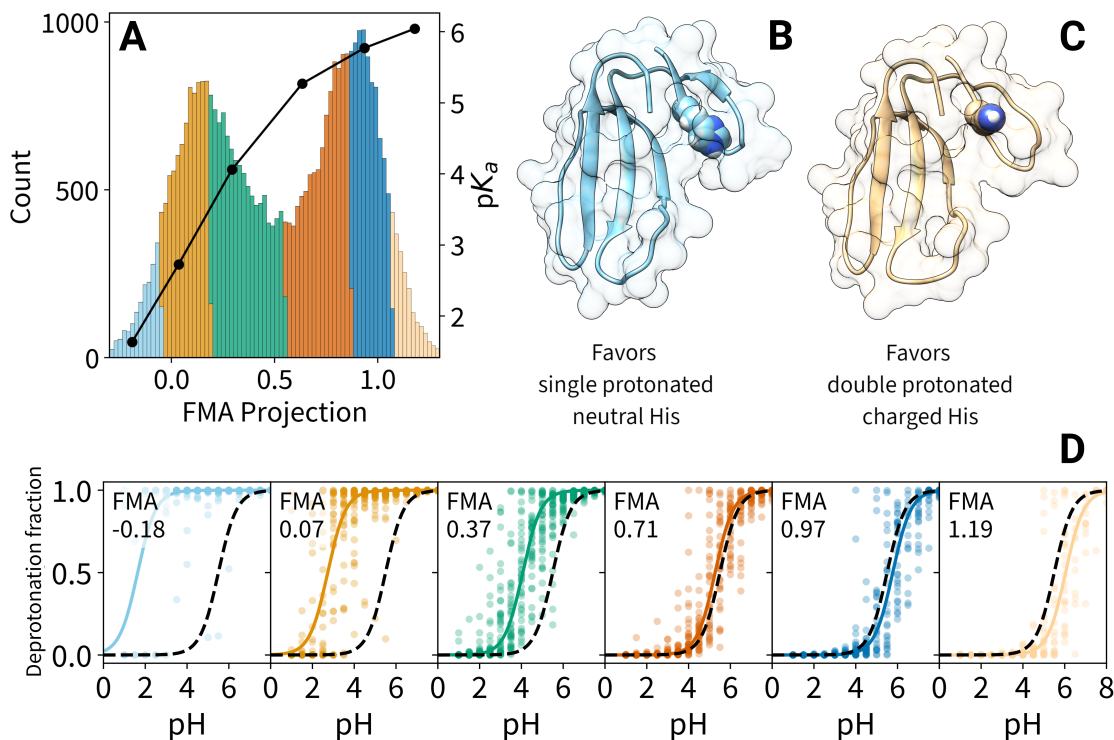 A
1000
500
0
Count
0.0 0.5 1.0
FMA Projection
6
5
4
3
2
pKa
B
C
Favors
single protonated
neutral His
Favors
double protonated
charged His
D
Deprotonation fraction
1.0
0.5
0.0
FMA
-0.18
FMA
0.07
FMA
0.37
FMA
0.71
FMA
0.97
FMA
1.19
0 2 4 6 0 2 4 6 0 2 4 6 0 2 4 6 0 2 4 6 0 2 4 6 8
pH pH pH pH pH pH